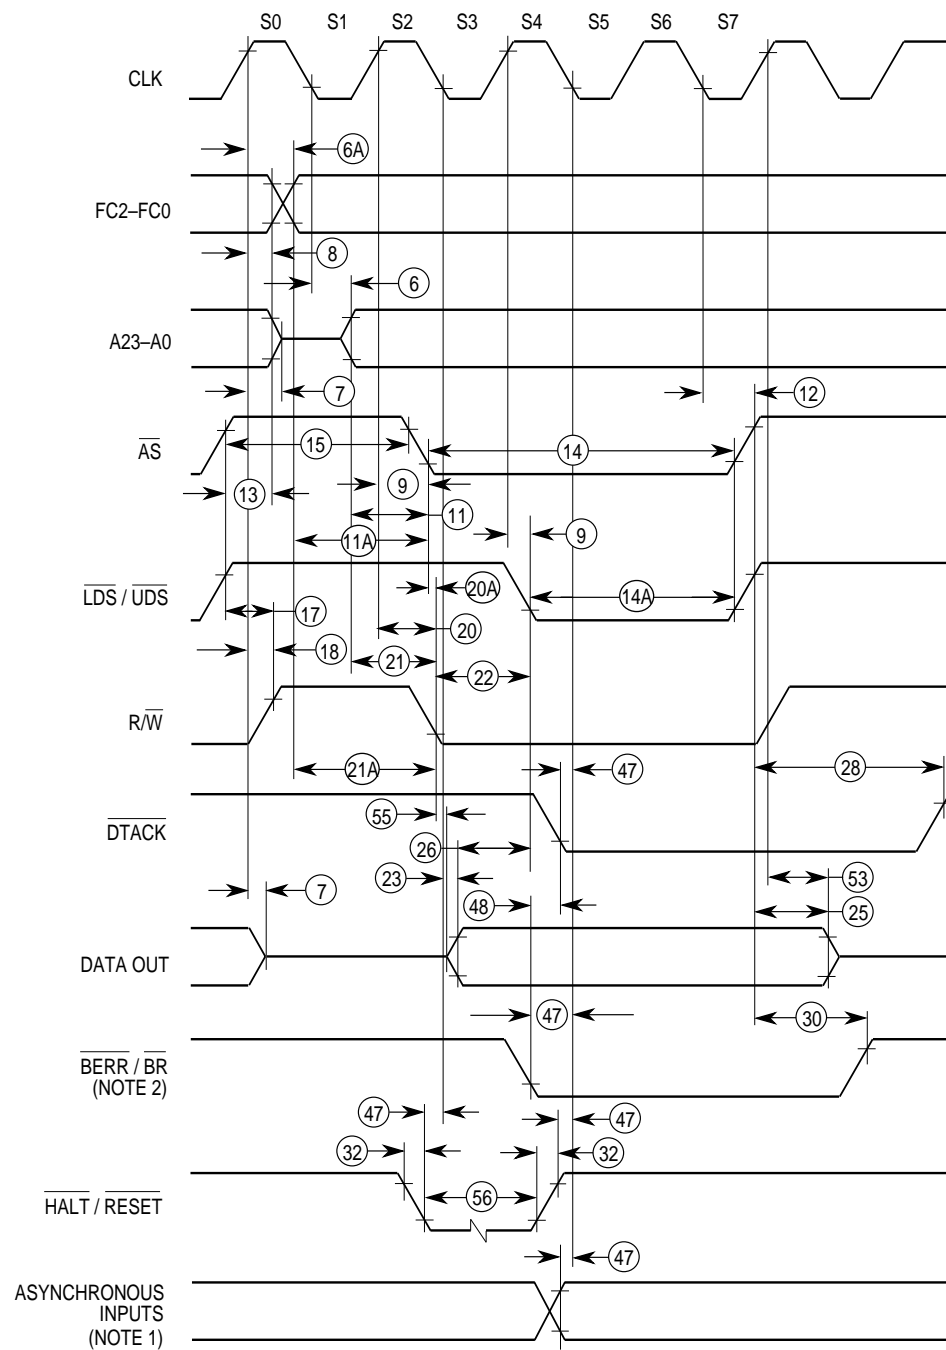 S0 S1 S2 S3 S4 S5 S6 S7
CLK
6A
FC2–FC0
8
6
A23–A0
7
12
AS
15
14
9
13
11
11A
9
LDS / UDS
20A
14A
17
20
18
21
22
R/W
21A
47
28
55
DTACK
26
23
53
7
48
25
DATA OUT
47
30
BERR / BR
(NOTE 2)
47
47
32
32
HALT / RESET
56
47
ASYNCHRONOUS
INPUTS
(NOTE 1)